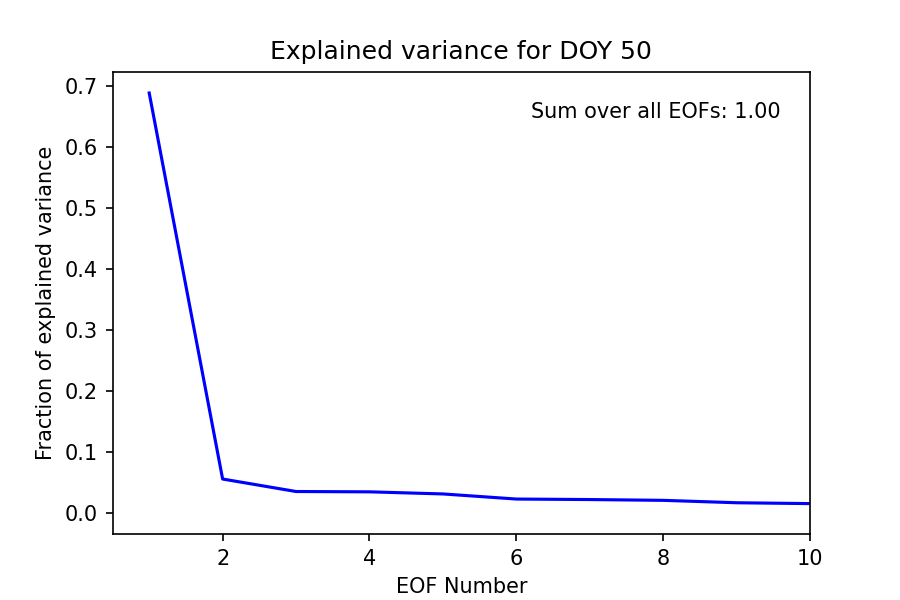 Explained variance for DOY 50
Sum over all EOFs: 1.00
Fraction of explained variance
0.7
0.6
0.5
0.4
0.3
0.2
0.1
0.0
2 4 6 8 10
EOF Number